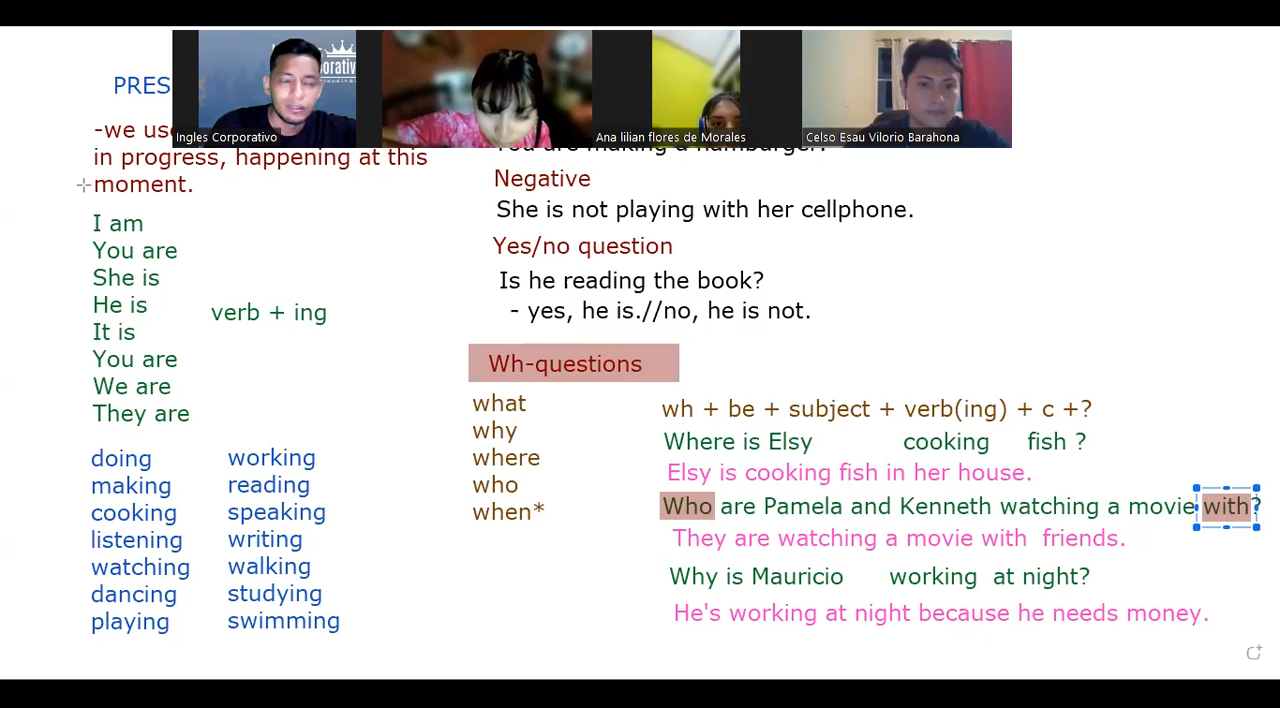 PRES
-we us
in progress, happening at this
moment.
I am
You are
She is
He is
It is
You are
We are
They are
verb + ing
doing
making
cooking
listening
watching
dancing
playing
working
reading
speaking
writing
walking
studying
swimming
Ingles Corporativo
Ana lilian flores de Morales
Celso Esau Vilorio Barahona
You are making a hamburger.
Negative
She is not playing with her cellphone.
Yes/no question
Is he reading the book?
- yes, he is.//no, he is not.
Wh-questions
what
why
where
who
when*
wh + be + subject + verb(ing) + c +?
Where is Elsy cooking fish ?
Elsy is cooking fish in her house.
Who are Pamela and Kenneth watching a movie with?
They are watching a movie with friends.
Why is Mauricio working at night?
He's working at night because he needs money.